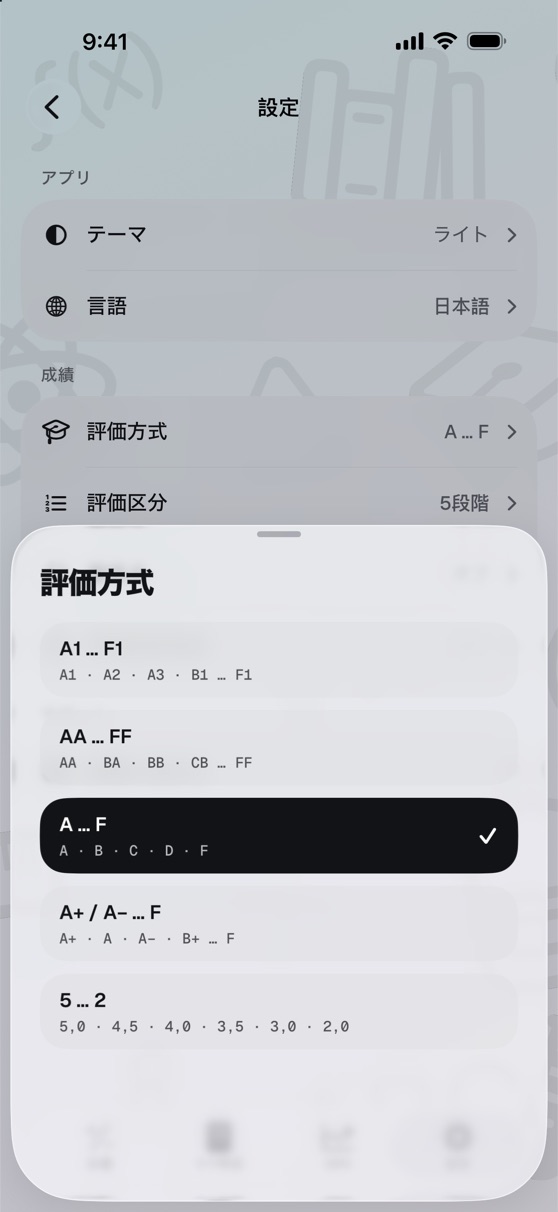 9:41
設定
アプリ
テーマ ライト
言語 日本語
成績
評価方式 A … F
評価区分 5段階
評価方式
A1 … F1
A1 · A2 · A3 · B1 … F1
AA … FF
AA · BA · BB · CB … FF
A … F
A · B · C · D · F
A+ / A− … F
A+ · A · A− · B+ … F
5 … 2
5,0 · 4,5 · 4,0 · 3,5 · 3,0 · 2,0